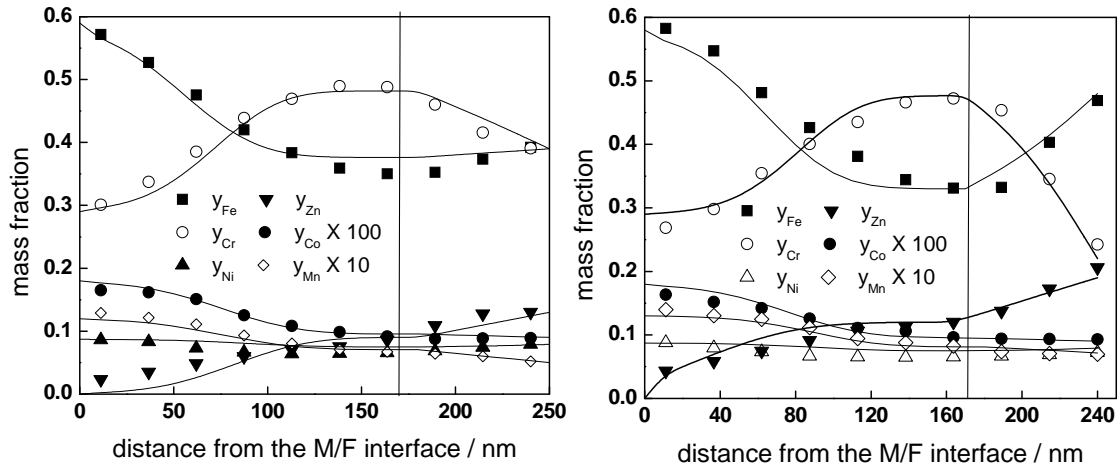 0.6
0.5
0.4
0.3
0.2
0.1
0.0
mass fraction
y_Fe y_Zn
y_Cr y_Co X 100
y_Ni y_Mn X 10
0 50 100 150 200 250
distance from the M/F interface / nm
0.6
0.5
0.4
0.3
0.2
0.1
0.0
mass fraction
y_Fe y_Zn
y_Cr y_Co X 100
y_Ni y_Mn X 10
0 40 80 120 160 200 240
distance from the M/F interface / nm